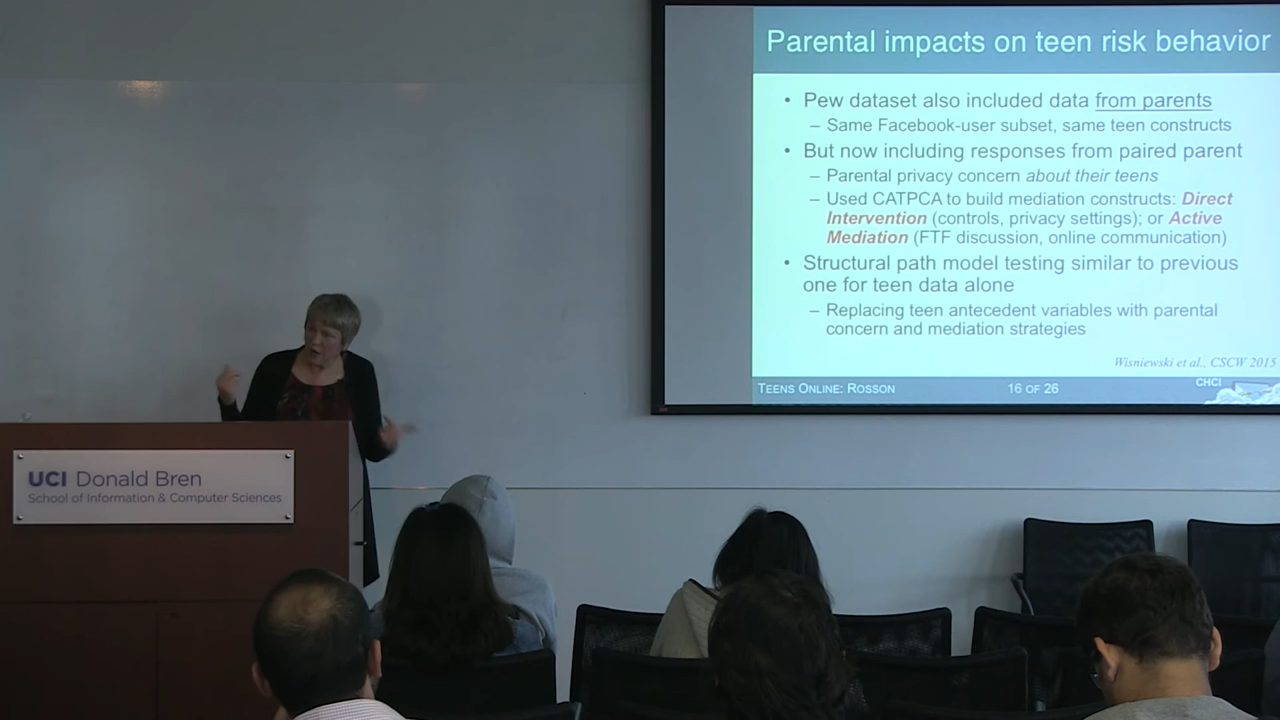 Parental impacts on teen risk behavior
• Pew dataset also included data from parents
– Same Facebook-user subset, same teen constructs
• But now including responses from paired parent
– Parental privacy concern about their teens
– Used CATPCA to build mediation constructs: Direct
Intervention (controls, privacy settings); or Active
Mediation (FTF discussion, online communication)
• Structural path model testing similar to previous
one for teen data alone
– Replacing teen antecedent variables with parental
concern and mediation strategies
Wisniewski et al., CSCW 2015
TEENS ONLINE: ROSSON
16 OF 26
CHCI
UCI Donald Bren
School of Information & Computer Sciences